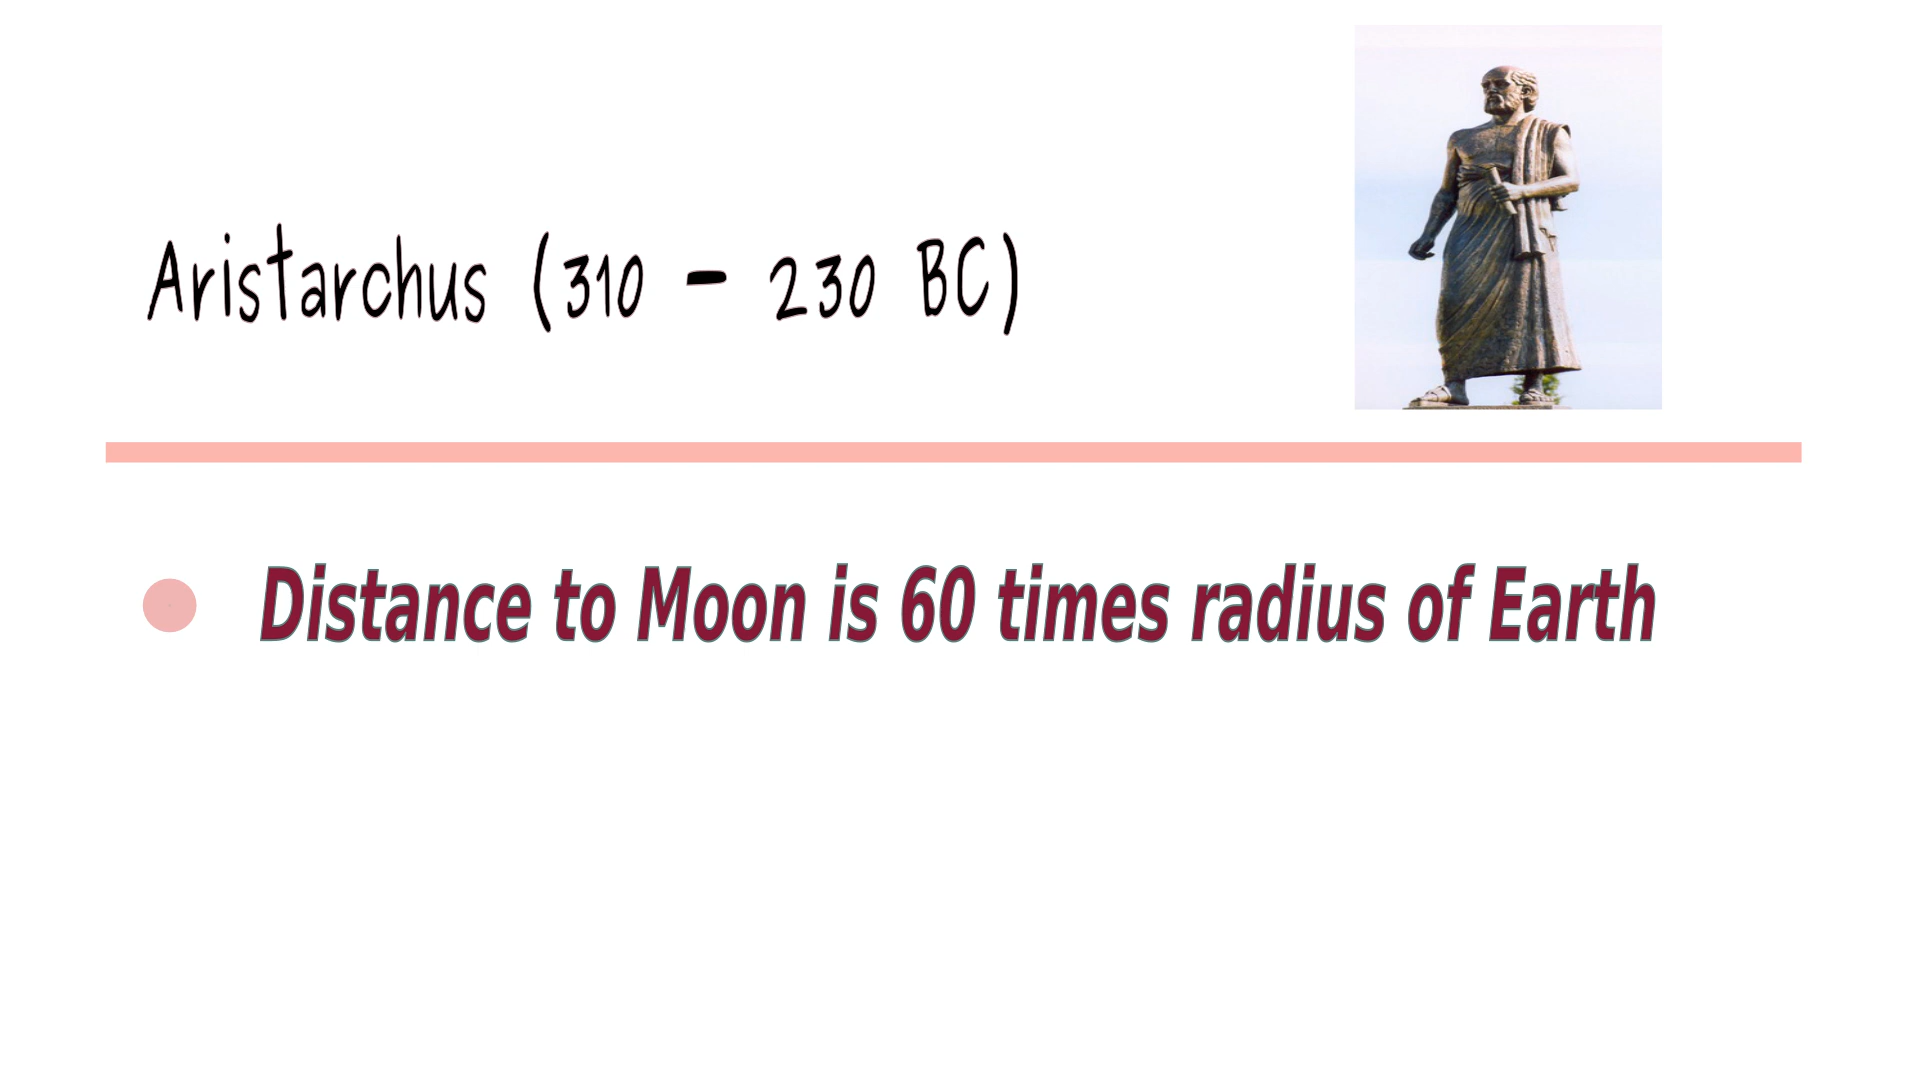 Aristarchus (310 - 230 BC)
Distance to Moon is 60 times radius of Earth